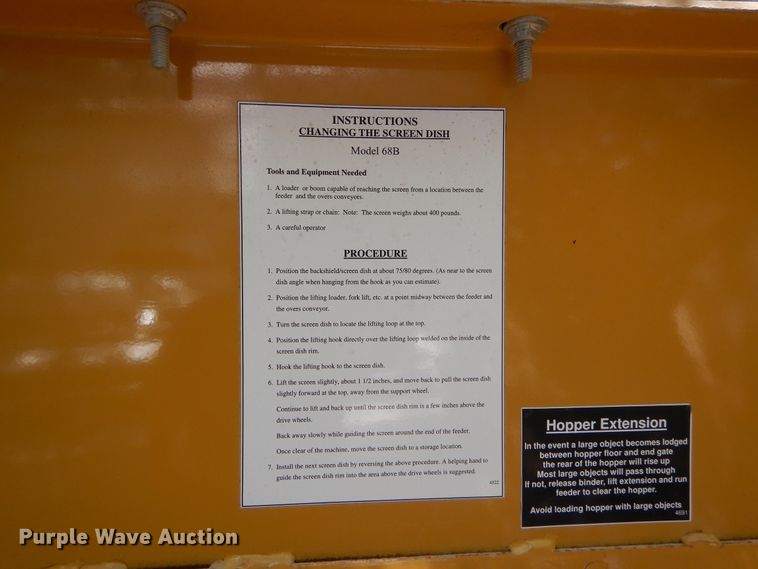 INSTRUCTIONS
CHANGING THE SCREEN DISH
Model 68B
Tools and Equipment Needed
1. A loader or boom capable of reaching the screen from a location between the
feeder and the overs conveyors.
2. A lifting strap or chain: Note: The screen weighs about 400 pounds.
3. A careful operator
PROCEDURE
1. Position the backshield/screen dish at about 75/80 degrees. (As near to the screen
dish angle when hanging from the hook as you can estimate).
2. Position the lifting loader, fork lift, etc. at a point midway between the feeder and
the overs conveyor.
3. Turn the screen dish to locate the lifting loop at the top.
4. Position the lifting hook directly over the lifting loop welded on the inside of the
screen dish rim.
5. Hook the lifting hook to the screen dish.
6. Lift the screen slightly, about 1 1/2 inches, and move back to pull the screen dish
slightly forward at the top, away from the support wheel.
Continue to lift and back up until the screen dish rim is a few inches above the
drive wheels.
Back away slowly while guiding the screen around the end of the feeder.
Once clear of the machine, move the screen dish to a storage location.
7. Install the next screen dish by reversing the above procedure. A helping hand to
guide the screen dish rim into the area above the drive wheels is suggested.
4522
Hopper Extension
In the event a large object becomes lodged
between hopper floor and end gate
the rear of the hopper will rise up
Most large objects will pass through
If not, release binder, lift extension and run
feeder to clear the hopper.
Avoid loading hopper with large objects
4691
Purple Wave Auction